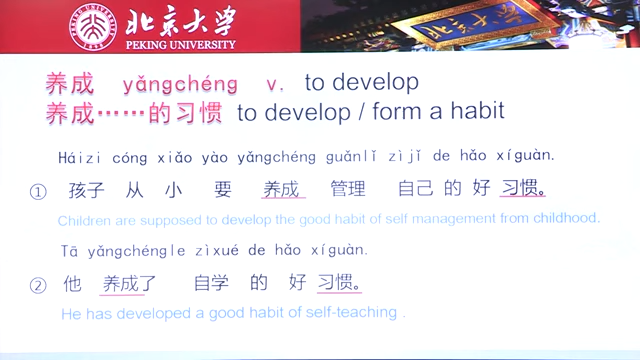 北京大学
PEKING UNIVERSITY
养成 yǎngchéng v. to develop
养成……的习惯 to develop / form a habit
Háizi cóng xiǎo yào yǎngchéng guǎnlǐ zìjǐ de hǎo xíguàn.
① 孩子 从 小 要 养成 管理 自己 的 好 习惯。
Children are supposed to develop the good habit of self management from childhood.
Tā yǎngchéngle zìxué de hǎo xíguàn.
② 他 养成了 自学 的 好 习惯。
He has developed a good habit of self-teaching .